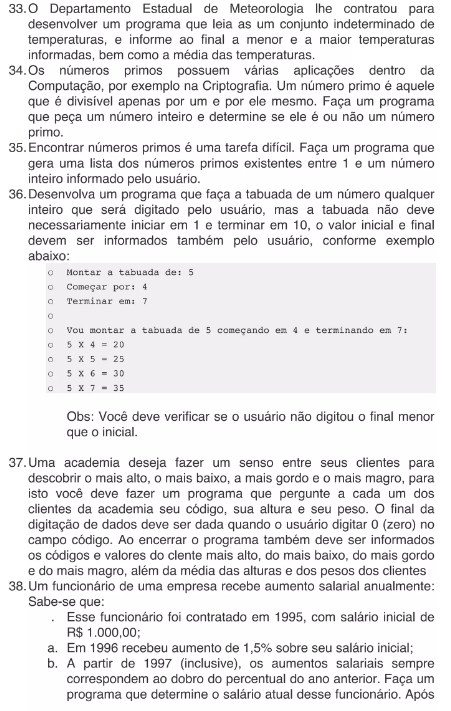 33. O Departamento Estadual de Meteorologia lhe contratou para
desenvolver um programa que leia as um conjunto indeterminado de
temperaturas, e informe ao final a menor e a maior temperaturas
informadas, bem como a média das temperaturas.
34. Os números primos possuem várias aplicações dentro da
Computação, por exemplo na Criptografia. Um número primo é aquele
que é divisível apenas por um e por ele mesmo. Faça um programa
que peça um número inteiro e determine se ele é ou não um número
primo.
35. Encontrar números primos é uma tarefa difícil. Faça um programa que
gera uma lista dos números primos existentes entre 1 e um número
inteiro informado pelo usuário.
36. Desenvolva um programa que faça a tabuada de um número qualquer
inteiro que será digitado pelo usuário, mas a tabuada não deve
necessariamente iniciar em 1 e terminar em 10, o valor inicial e final
devem ser informados também pelo usuário, conforme exemplo
abaixo:
o Montar a tabuada de: 5
o Começar por: 4
o Terminar em: 7
o
o Vou montar a tabuada de 5 começando em 4 e terminando em 7:
o 5 X 4 = 20
o 5 X 5 = 25
o 5 X 6 = 30
o 5 X 7 = 35
Obs: Você deve verificar se o usuário não digitou o final menor
que o inicial.
37. Uma academia deseja fazer um senso entre seus clientes para
descobrir o mais alto, o mais baixo, a mais gordo e o mais magro, para
isto você deve fazer um programa que pergunte a cada um dos
clientes da academia seu código, sua altura e seu peso. O final da
digitação de dados deve ser dada quando o usuário digitar 0 (zero) no
campo código. Ao encerrar o programa também deve ser informados
os códigos e valores do clente mais alto, do mais baixo, do mais gordo
e do mais magro, além da média das alturas e dos pesos dos clientes
38. Um funcionário de uma empresa recebe aumento salarial anualmente:
Sabe-se que:
. Esse funcionário foi contratado em 1995, com salário inicial de
R$ 1.000,00;
a. Em 1996 recebeu aumento de 1,5% sobre seu salário inicial;
b. A partir de 1997 (inclusive), os aumentos salariais sempre
correspondem ao dobro do percentual do ano anterior. Faça um
programa que determine o salário atual desse funcionário. Após